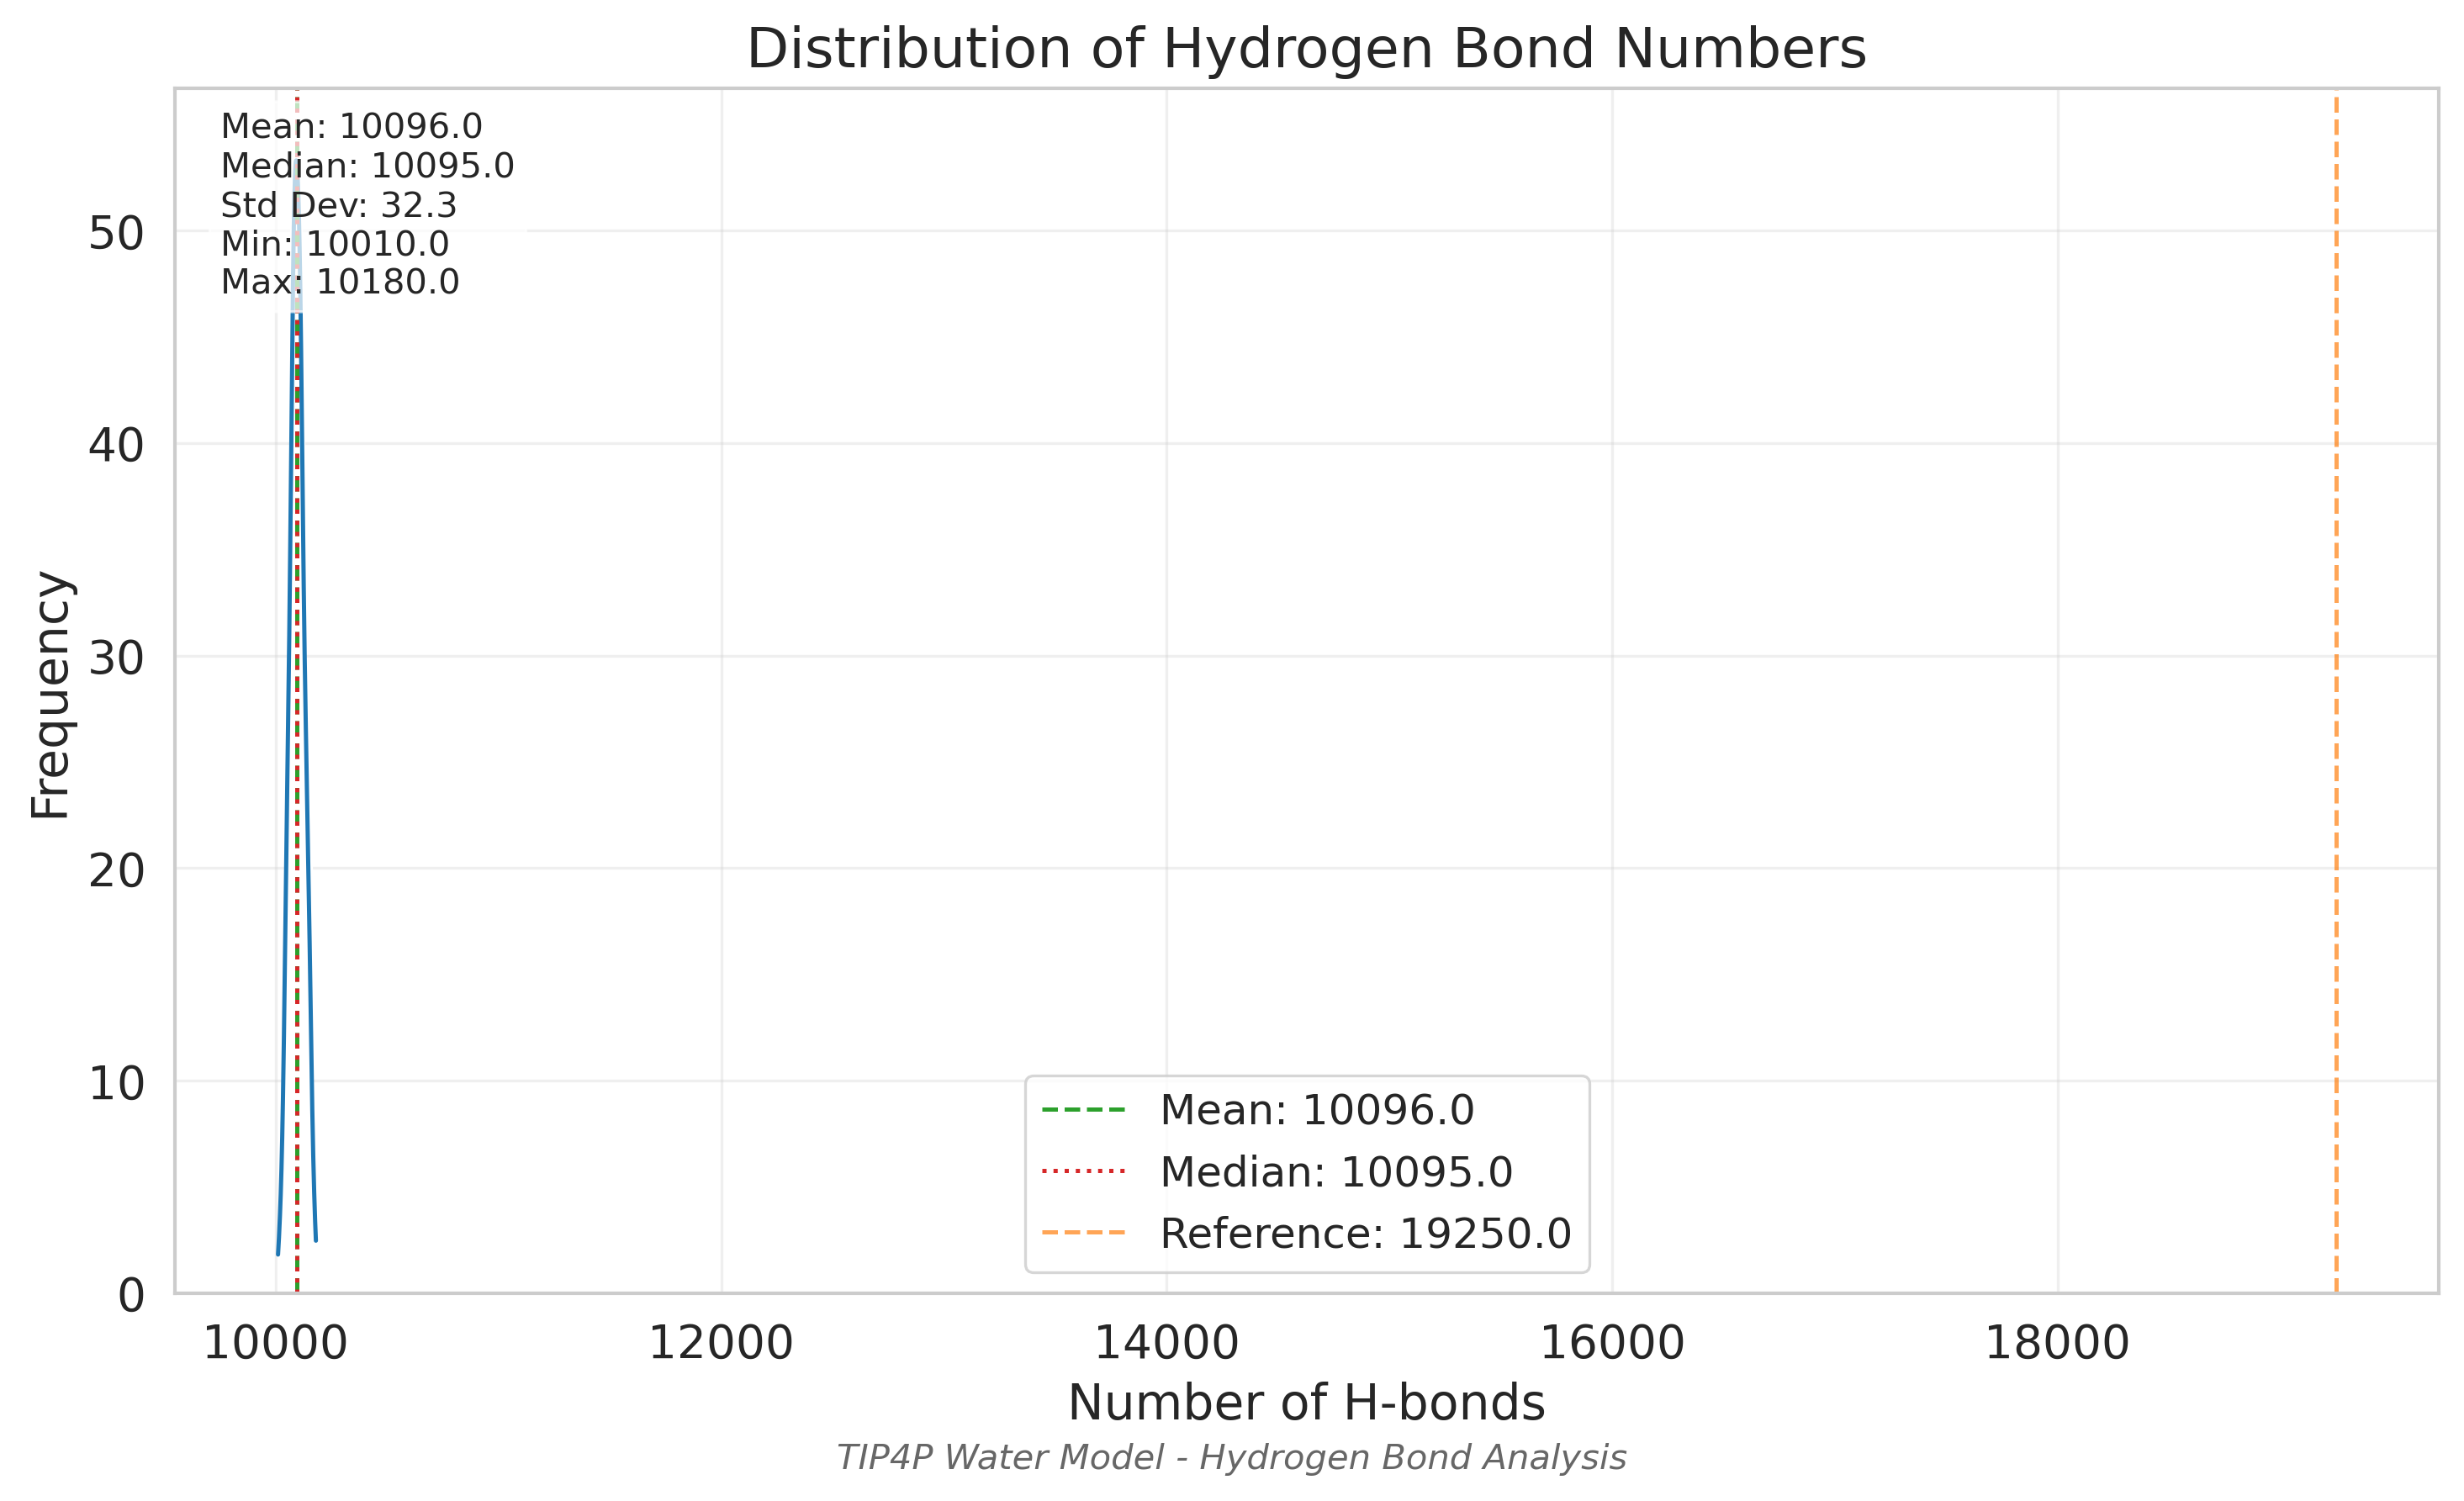 Distribution of Hydrogen Bond Numbers
Mean: 10096.0
Median: 10095.0
Std Dev: 32.3
Min: 10010.0
Max: 10180.0
50
40
30
20
10
0
Frequency
Mean: 10096.0
Median: 10095.0
Reference: 19250.0
10000 12000 14000 16000 18000
Number of H-bonds
TIP4P Water Model - Hydrogen Bond Analysis